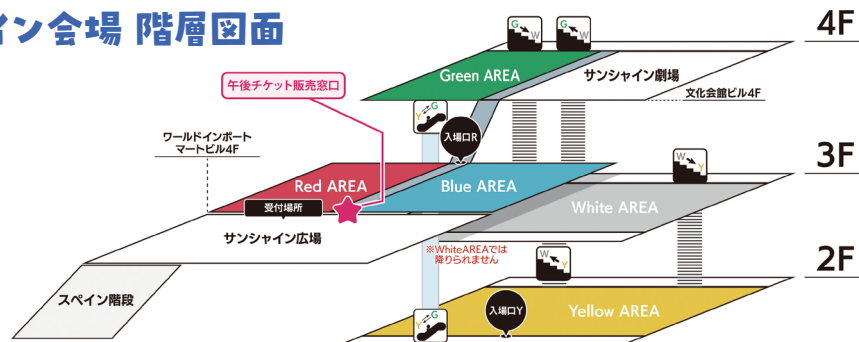 イン会場 階層図面
4F
G
W
G
W
Green AREA
サンシャイン劇場
午後チケット販売窓口
文化会館ビル4F
Y
G
入場口R
ワールドインポート
マートビル4F
3F
W
Y
Red AREA
Blue AREA
受付場所
White AREA
サンシャイン広場
※WhiteAREAでは
降りられません
W
Y
2F
スペイン階段
Y
G
入場口Y
Yellow AREA